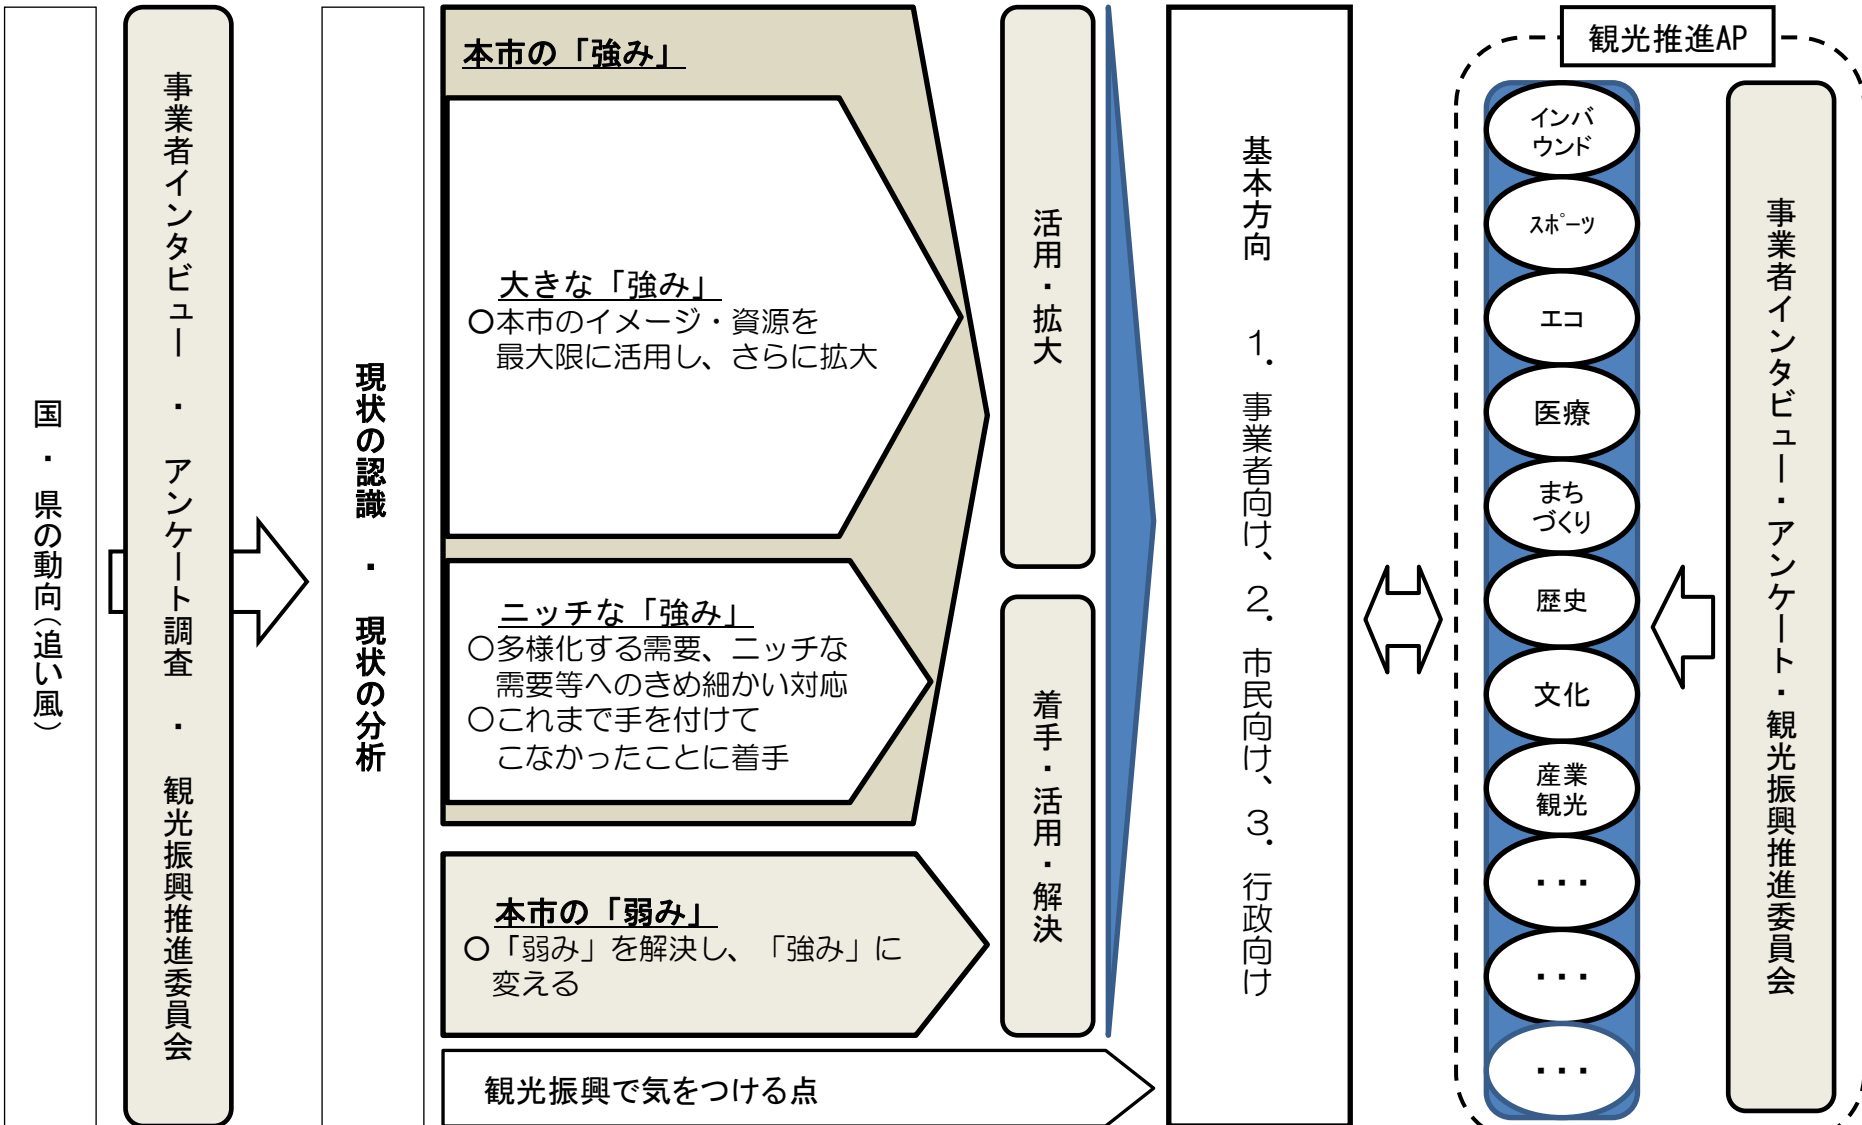 国・県の動向(追い風)
事業者インタビュー・アンケート調査・観光振興推進委員会
現状の認識・現状の分析
本市の「強み」
大きな「強み」
○本市のイメージ・資源を
最大限に活用し、さらに拡大
ニッチな「強み」
○多様化する需要、ニッチな
需要等へのきめ細かい対応
○これまで手を付けて
こなかったことに着手
本市の「弱み」
○「弱み」を解決し、「強み」に
変える
観光振興で気をつける点
活用・拡大
着手・活用・解決
基本方向 1.事業者向け、2.市民向け、3.行政向け
観光推進AP
インバ
ウンド
スポーツ
エコ
医療
まち
づくり
歴史
文化
産業
観光
・・・
・・・
・・・
事業者インタビュー・アンケート・観光振興推進委員会